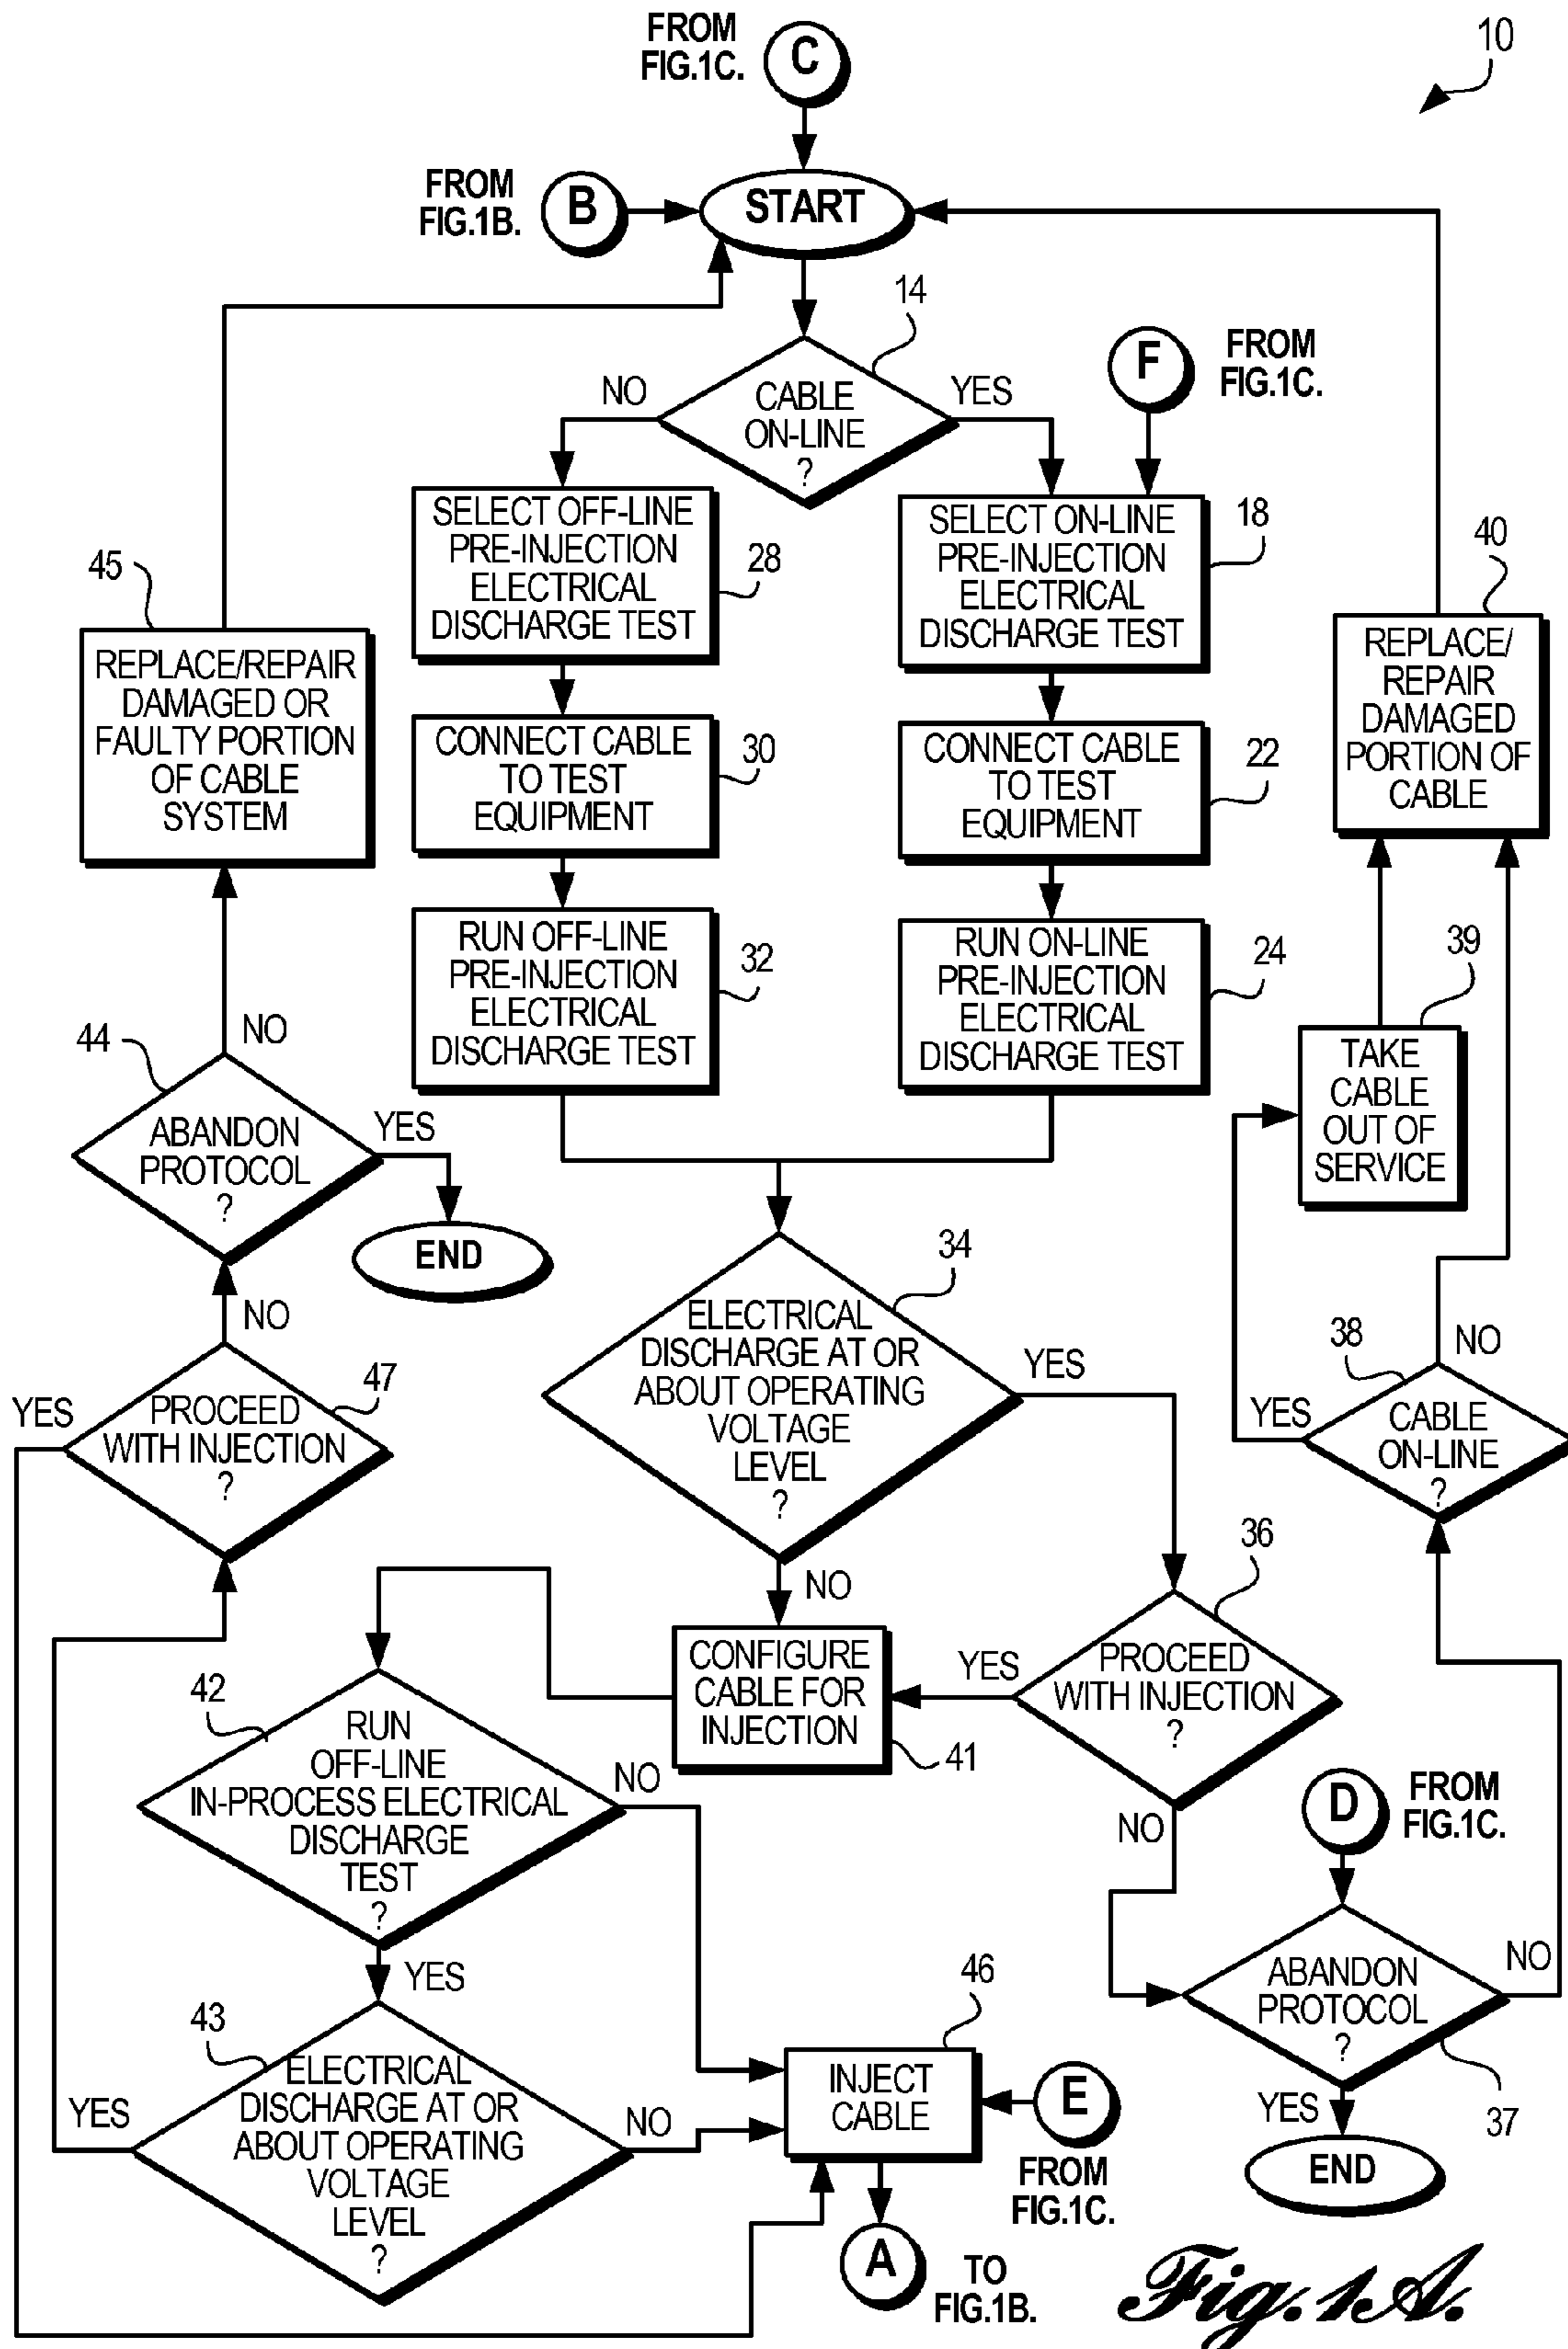 FROM
FIG.1C.
C
10
FROM
FIG.1B.
B
START
14
NO
YES
CABLE
ON-LINE
?
F
FROM
FIG.1C.
SELECT OFF-LINE
PRE-INJECTION
ELECTRICAL
DISCHARGE TEST
28
SELECT ON-LINE
PRE-INJECTION
ELECTRICAL
DISCHARGE TEST
18
45
REPLACE/REPAIR
DAMAGED OR
FAULTY PORTION
OF CABLE
SYSTEM
40
REPLACE/
REPAIR
DAMAGED
PORTION OF
CABLE
CONNECT CABLE
TO TEST
EQUIPMENT
30
CONNECT CABLE
TO TEST
EQUIPMENT
22
RUN OFF-LINE
PRE-INJECTION
ELECTRICAL
DISCHARGE TEST
32
RUN ON-LINE
PRE-INJECTION
ELECTRICAL
DISCHARGE TEST
24
39
TAKE
CABLE
OUT OF
SERVICE
44
NO
ABANDON
PROTOCOL
?
YES
END
34
ELECTRICAL
DISCHARGE AT OR
ABOUT OPERATING
VOLTAGE
LEVEL
?
YES
NO
NO
47
YES
PROCEED
WITH INJECTION
?
38
NO
YES
CABLE
ON-LINE
?
36
PROCEED
WITH INJECTION
?
YES
NO
CONFIGURE
CABLE FOR
INJECTION
41
42
RUN
OFF-LINE
IN-PROCESS ELECTRICAL
DISCHARGE
TEST
?
NO
YES
D
FROM
FIG.1C.
ABANDON
PROTOCOL
?
NO
YES
37
END
43
ELECTRICAL
DISCHARGE AT OR
ABOUT OPERATING
VOLTAGE
LEVEL
?
YES
NO
46
INJECT
CABLE
E
FROM
FIG.1C.
A
TO
FIG.1B.
Fig.1A.